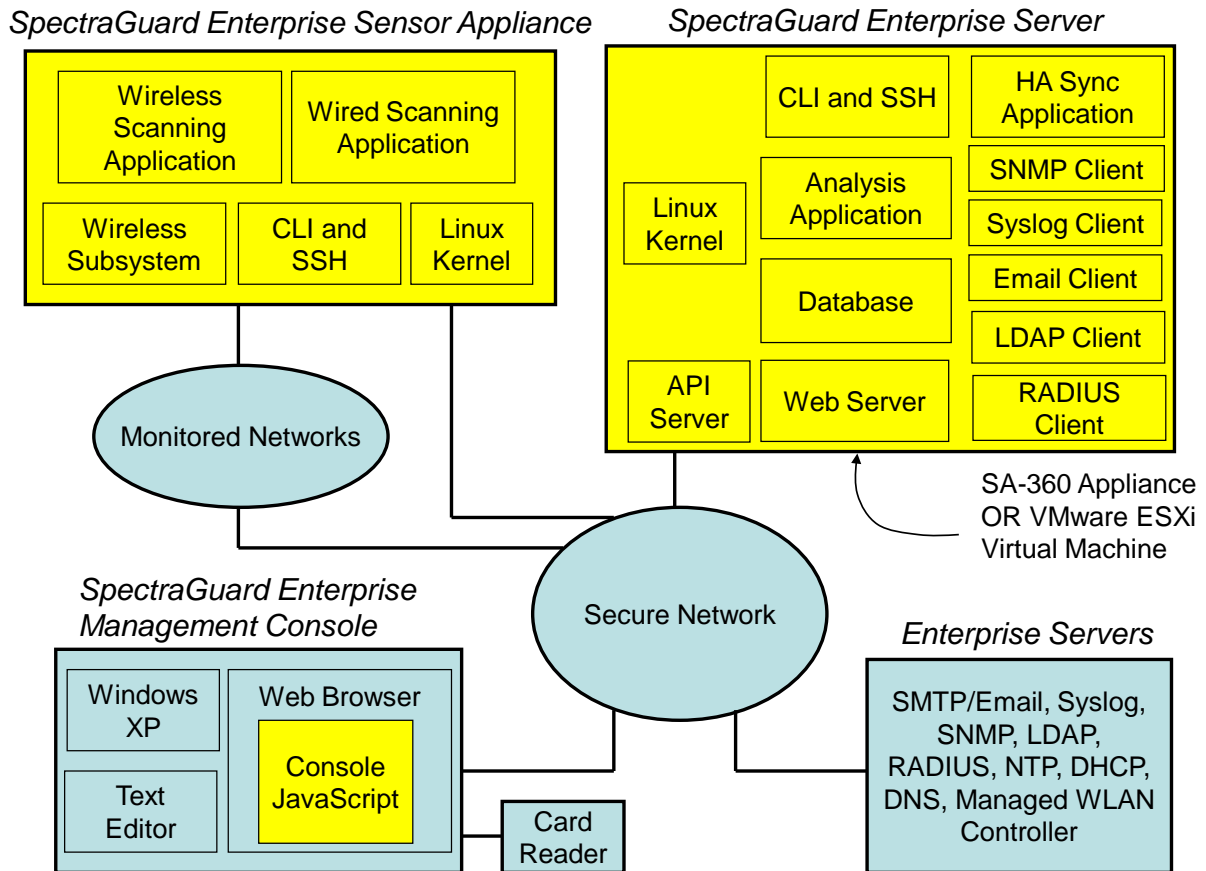 SpectraGuard Enterprise Sensor Appliance
Wireless
Scanning
Application
Wired Scanning
Application
Wireless
Subsystem
CLI and
SSH
Linux
Kernel
SpectraGuard Enterprise Server
CLI and SSH
HA Sync
Application
SNMP Client
Analysis
Application
Linux
Kernel
Syslog Client
Email Client
Database
LDAP Client
API
Server
Web Server
RADIUS
Client
Monitored Networks
SA-360 Appliance
OR VMware ESXi
Virtual Machine
Secure Network
SpectraGuard Enterprise
Management Console
Windows
XP
Web Browser
Console
JavaScript
Text
Editor
Card
Reader
Enterprise Servers
SMTP/Email, Syslog,
SNMP, LDAP,
RADIUS, NTP, DHCP,
DNS, Managed WLAN
Controller